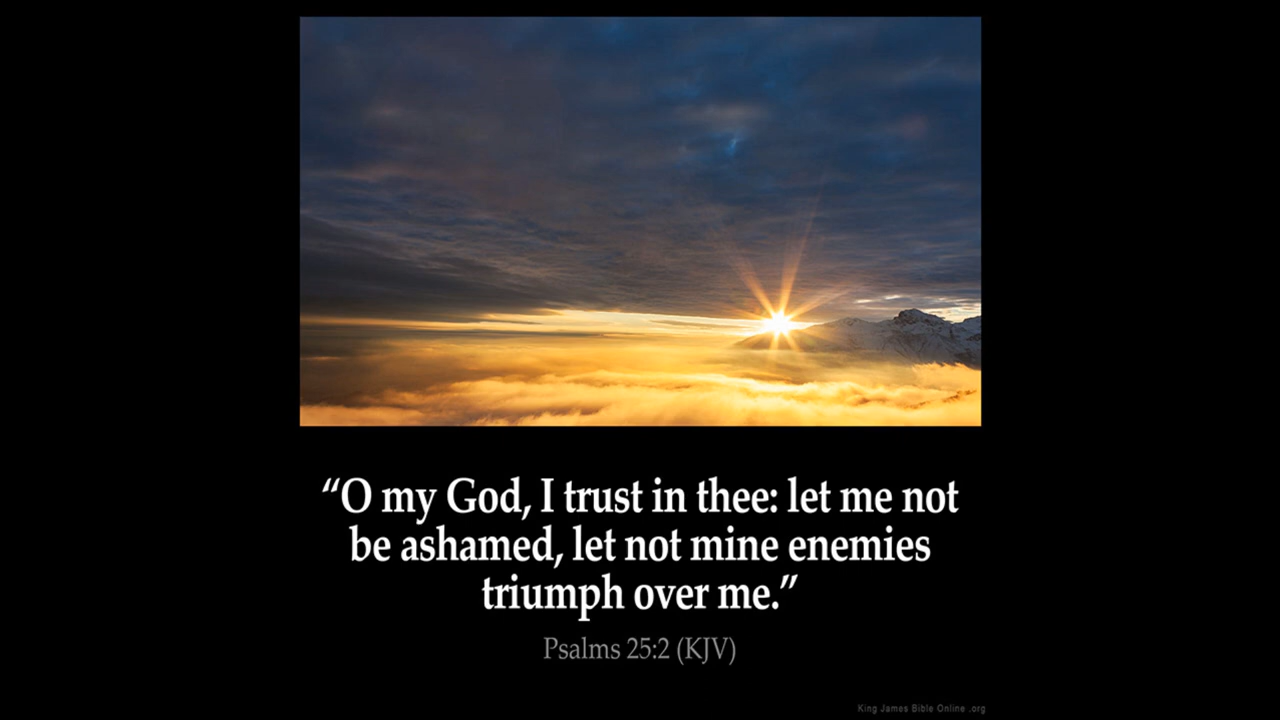 “O my God, I trust in thee: let me not
be ashamed, let not mine enemies
triumph over me.”
Psalms 25:2 (KJV)
King James Bible Online .org